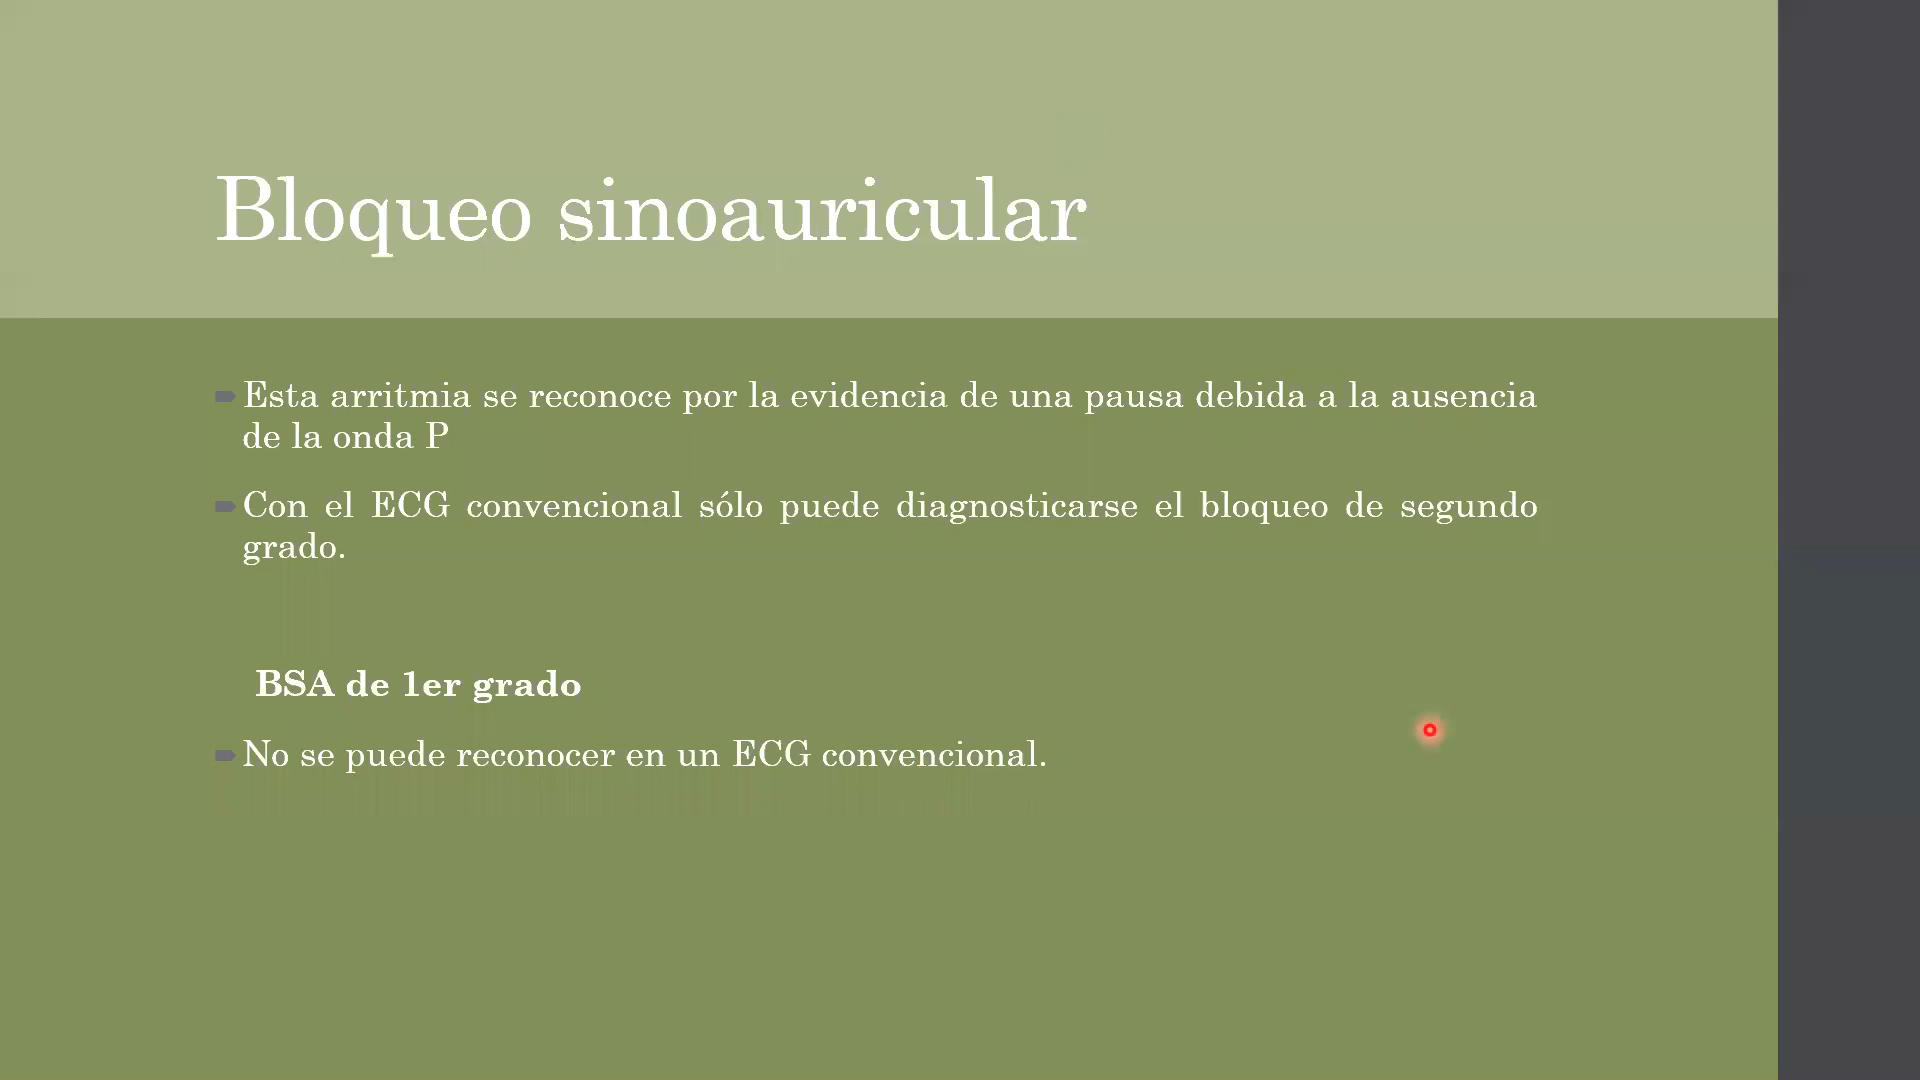 Bloqueo sinoauricular
Esta arritmia se reconoce por la evidencia de una pausa debida a la ausencia
de la onda P
Con el ECG convencional sólo puede diagnosticarse el bloqueo de segundo
grado.
BSA de 1er grado
No se puede reconocer en un ECG convencional.